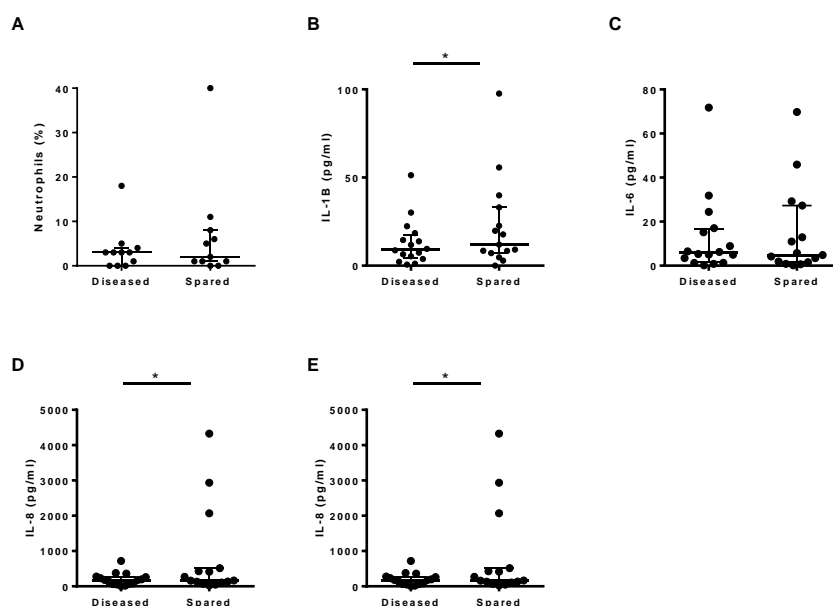 A
Neutrophils (%)
40
30
20
10
0
Diseased Spared
B
*
IL-1B (pg/ml)
100
50
0
Diseased Spared
C
IL-6 (pg/ml)
80
60
40
20
0
Diseased Spared
D
*
IL-8 (pg/ml)
5000
4000
3000
2000
1000
0
Diseased Spared
E
*
IL-8 (pg/ml)
5000
4000
3000
2000
1000
0
Diseased Spared